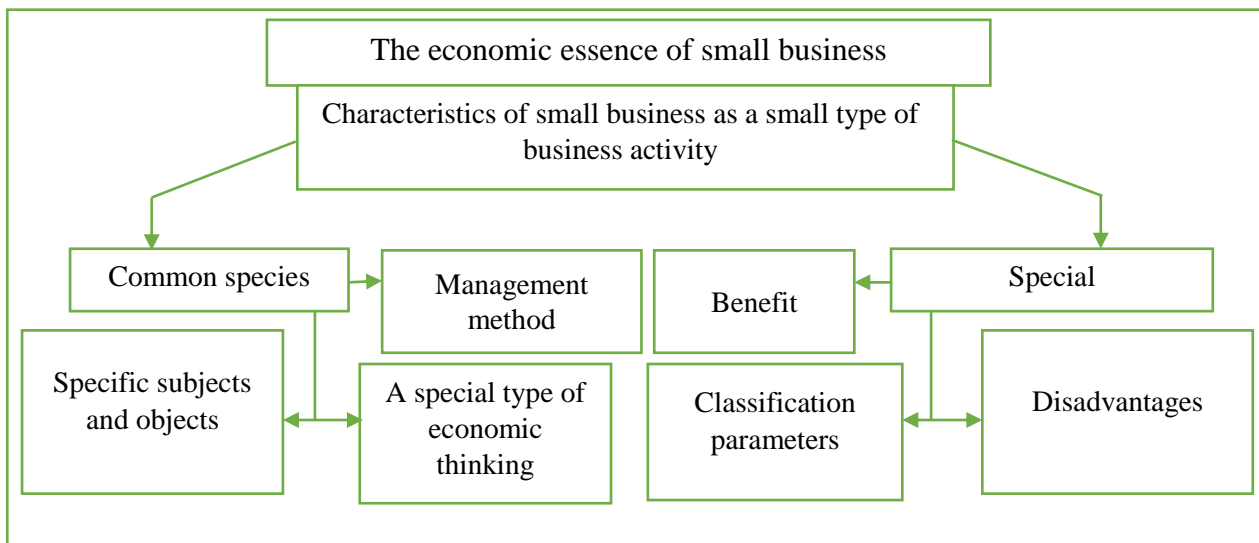 The economic essence of small business
Characteristics of small business as a small type of
business activity
Common species
Management
method
Benefit
Special
Specific subjects
and objects
A special type of
economic
thinking
Classification
parameters
Disadvantages